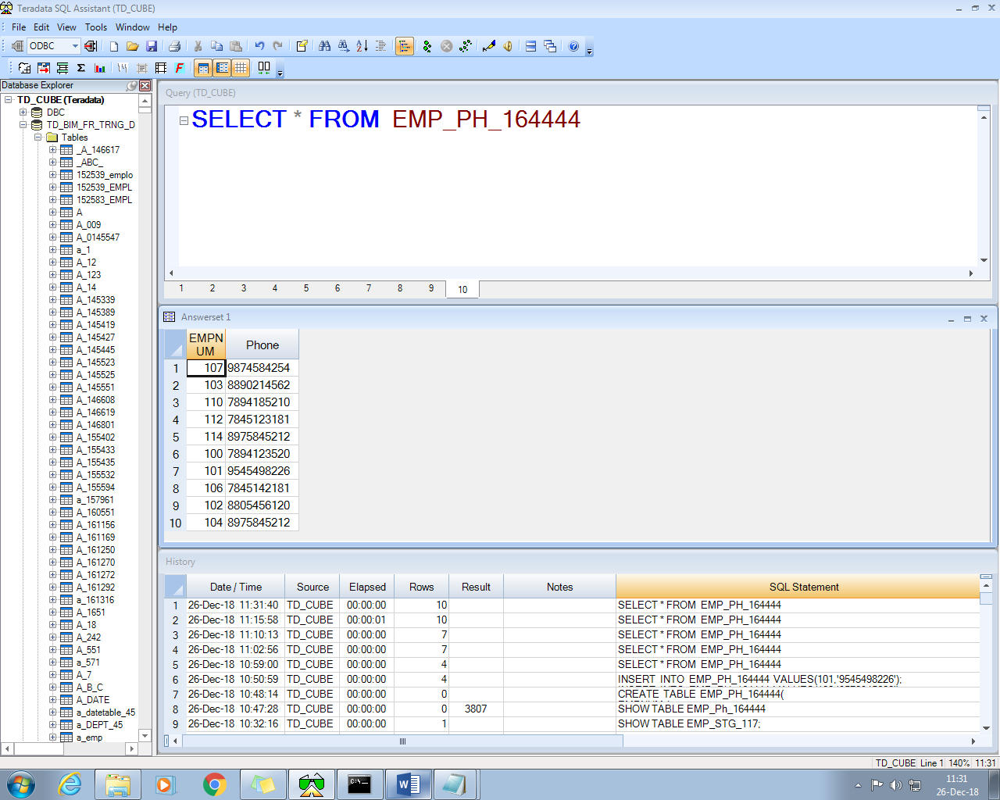 Teradata SQL Assistant (TD_CUBE)
File Edit View Tools Window Help
ODBC
Database Explorer
TD_CUBE (Teradata)
DBC
TD_BIM_FR_TRNG_D
Tables
_A_146617
_ABC_
152539_emplo
152539_EMPL
152583_EMPL
A
A_009
A_0145547
a_1
A_12
A_123
A_14
A_145339
A_145389
A_145419
A_145427
A_145445
A_145523
A_145525
A_145551
A_146608
A_146619
A_146801
A_155402
A_155433
A_155435
A_155532
A_155594
a_157961
A_160551
A_161156
A_161169
A_161250
A_161270
A_161272
A_161292
a_161316
A_1651
A_18
A_242
A_551
a_571
A_7
A_B_C
A_DATE
a_datetable_45
a_DEPT_45
a_emp
Query (TD_CUBE)
SELECT * FROM EMP_PH_164444
1 2 3 4 5 6 7 8 9 10
Answerset 1
EMPN
UM Phone
1 107 9874584254
2 103 8890214562
3 110 7894185210
4 112 7845123181
5 114 8975845212
6 100 7894123520
7 101 9545498226
8 106 7845142181
9 102 8805456120
10 104 8975845212
History
Date / Time Source Elapsed Rows Result Notes SQL Statement
1 26-Dec-18 11:31:40 TD_CUBE 00:00:00 10 SELECT * FROM EMP_PH_164444
2 26-Dec-18 11:15:58 TD_CUBE 00:00:01 10 SELECT * FROM EMP_PH_164444
3 26-Dec-18 11:10:13 TD_CUBE 00:00:00 7 SELECT * FROM EMP_PH_164444
4 26-Dec-18 11:02:56 TD_CUBE 00:00:00 7 SELECT * FROM EMP_PH_164444
5 26-Dec-18 10:59:00 TD_CUBE 00:00:00 4 SELECT * FROM EMP_PH_164444
6 26-Dec-18 10:50:59 TD_CUBE 00:00:00 4 INSERT INTO EMP_PH_164444 VALUES(101,'9545498226');
7 26-Dec-18 10:48:14 TD_CUBE 00:00:00 0 CREATE TABLE EMP_PH_164444(
8 26-Dec-18 10:47:28 TD_CUBE 00:00:00 0 3807 SHOW TABLE EMP_Ph_164444
9 26-Dec-18 10:32:16 TD_CUBE 00:00:00 1 SHOW TABLE EMP_STG_117;
TD_CUBE Line 1 140% 11:31
11:31
26-Dec-18